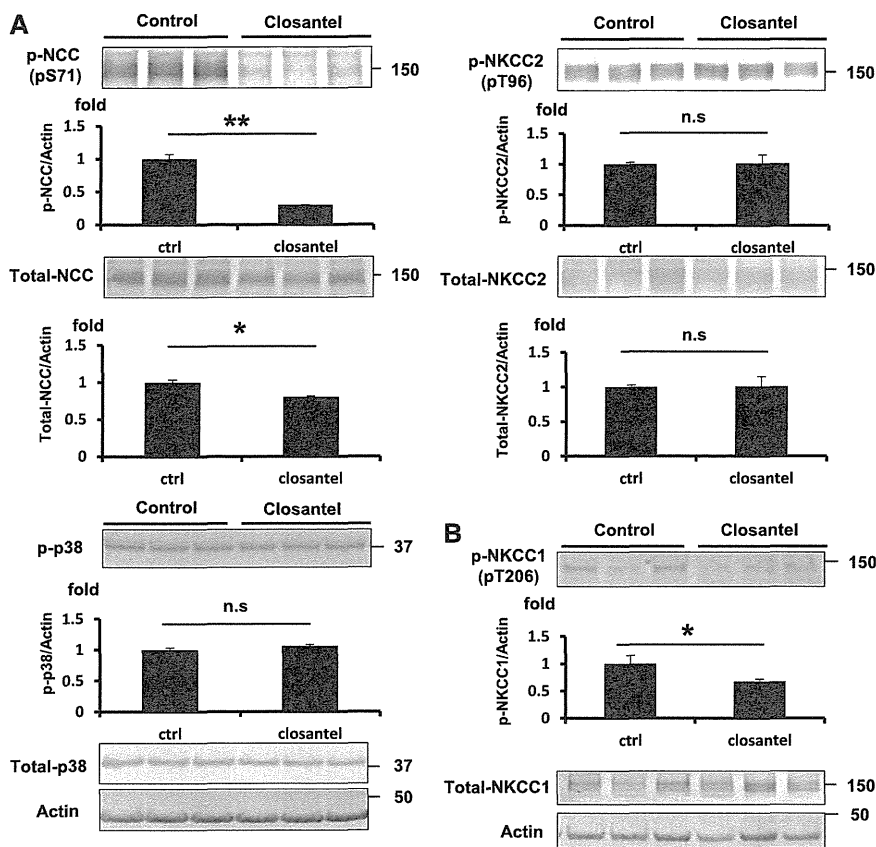 A
Control Closantel
p-NCC
(pS71)
150
fold
1.5
1
0.5
0
p-NCC/Actin
**
ctrl closantel
Total-NCC
150
fold
1.5
1
0.5
0
Total-NCC/Actin
*
ctrl closantel
Control Closantel
p-p38
37
fold
1.5
1
0.5
0
p-p38/Actin
n.s
ctrl closantel
Total-p38
37
Actin
50
Control Closantel
p-NKCC2
(pT96)
150
fold
1.5
1
0.5
0
p-NKCC2/Actin
n.s
ctrl closantel
Total-NKCC2
150
fold
1.5
1
0.5
0
Total-NKCC2/Actin
n.s
ctrl closantel
B
Control Closantel
p-NKCC1
(pT206)
150
fold
1.5
1
0.5
0
p-NKCC1/Actin
*
ctrl closantel
Total-NKCC1
150
Actin
50